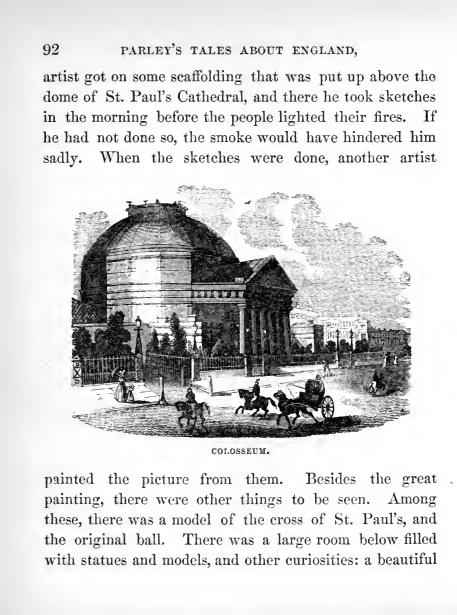 92 PARLEY'S TALES ABOUT ENGLAND,
artist got on some scaffolding that was put up above the
dome of St. Paul's Cathedral, and there he took sketches
in the morning before the people lighted their fires. If
he had not done so, the smoke would have hindered him
sadly. When the sketches were done, another artist
COLOSSEUM.
painted the picture from them. Besides the great
painting, there were other things to be seen. Among
these, there was a model of the cross of St. Paul's, and
the original ball. There was a large room below filled
with statues and models, and other curiosities: a beautiful